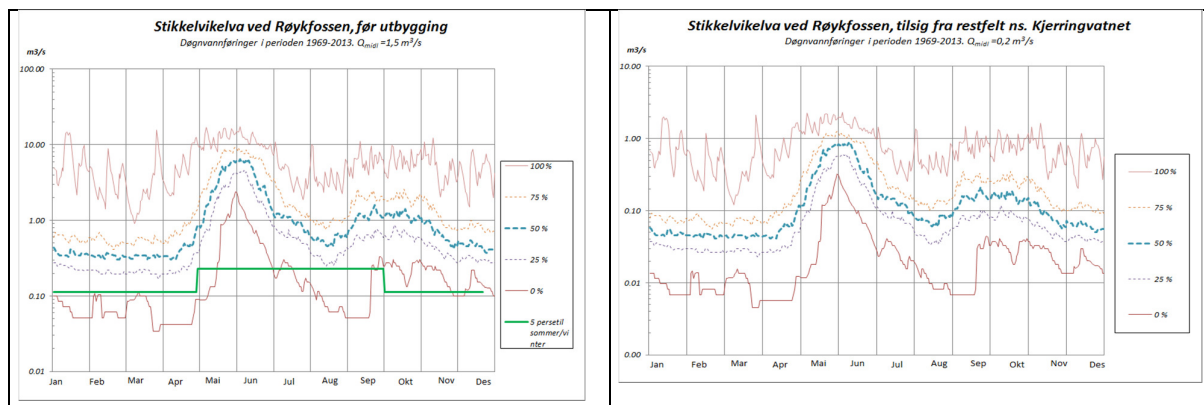 Stikkelvikelva ved Røykfossen, før utbygging
Døgnvannføringer i perioden 1969-2013. Qmidl =1,5 m³/s
m3/s
100.00
10.00
1.00
0.10
0.01
Jan Feb Mar Apr Mai Jun Jul Aug Sep Okt Nov Des
100 %
75 %
50 %
25 %
0 %
5 persetil
sommer/vi
nter
Stikkelvikelva ved Røykfossen, tilsig fra restfelt ns. Kjerringvatnet
Døgnvannføringer i perioden 1969-2013. Qmidl =0,2 m³/s
m3/s
10.00
1.00
0.10
0.01
0.00
Jan Feb Mar Apr Mai Jun Jul Aug Sep Okt Nov Des
100 %
75 %
50 %
25 %
0 %